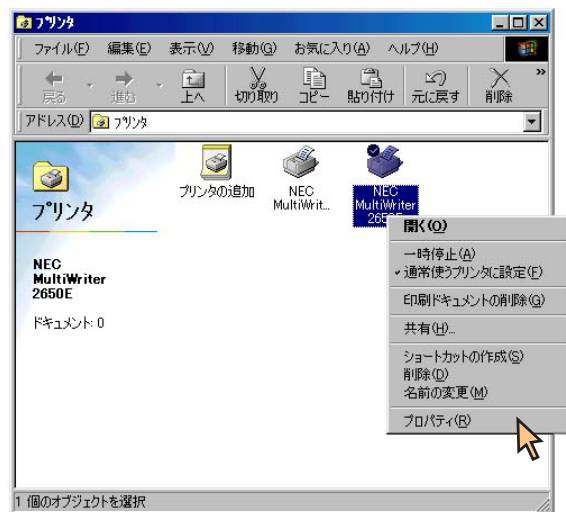 プリンタ
ファイル(F) 編集(E) 表示(V) 移動(G) お気に入り(A) ヘルプ(H)
戻る 進む 上へ 切り取り コピー 貼り付け 元に戻す 削除 »
アドレス(D) プリンタ
プリンタ
NEC
MultiWriter
2650E
ドキュメント: 0
プリンタの追加
NEC
MultiWrit...
NEC
MultiWriter
2650E
開く(O)
一時停止(A)
通常使うプリンタに設定(F)
印刷ドキュメントの削除(G)
共有(H)...
ショートカットの作成(S)
削除(D)
名前の変更(M)
プロパティ(R)
1 個のオブジェクトを選択